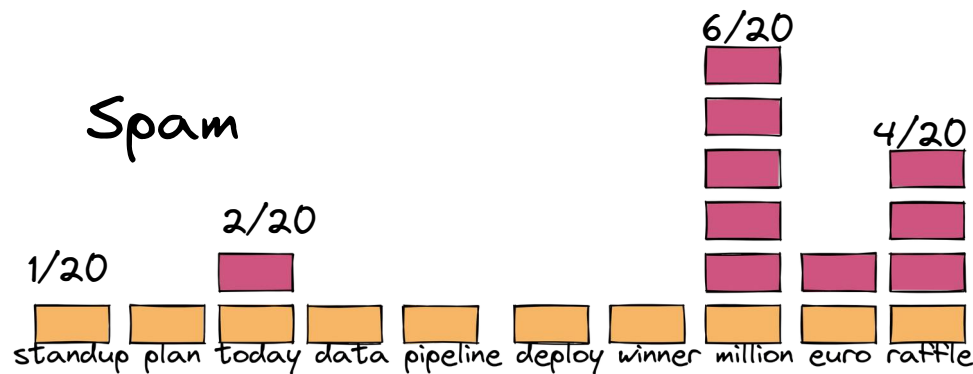 6/20
Spam
4/20
2/20
1/20
standup plan today data pipeline deploy winner million euro raffle